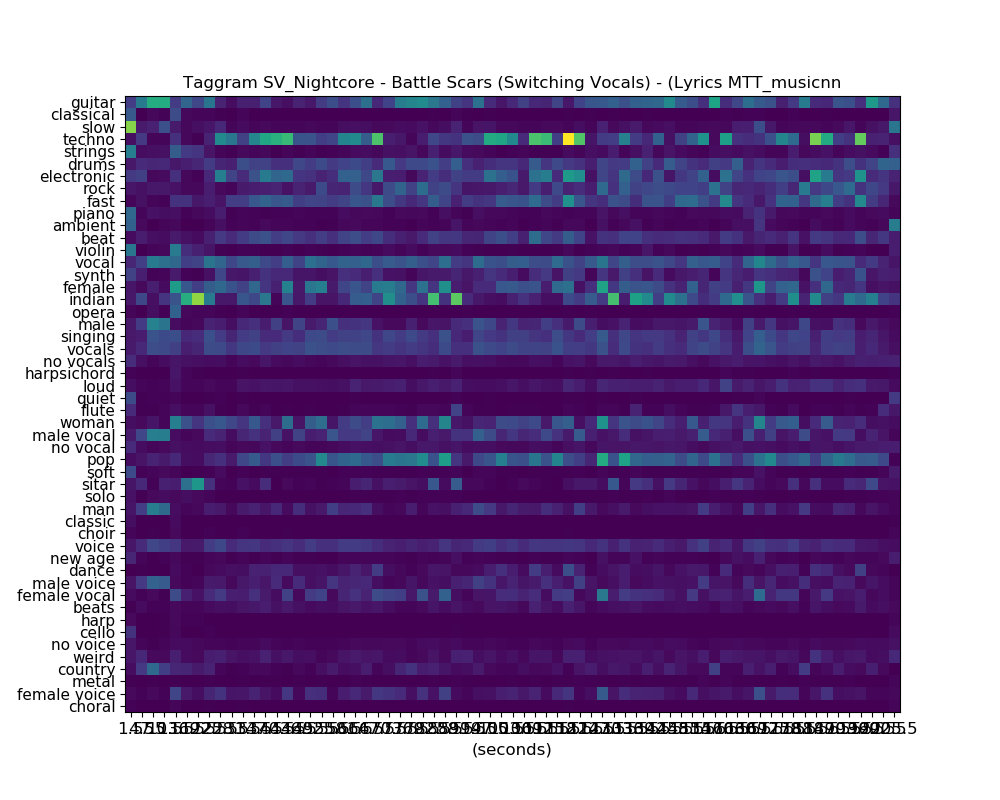 Taggram SV_Nightcore - Battle Scars (Switching Vocals) - (Lyrics MTT_musicnn
guitar
classical
slow
techno
strings
drums
electronic
rock
fast
piano
ambient
beat
violin
vocal
synth
female
indian
opera
male
singing
vocals
no vocals
harpsichord
loud
quiet
flute
woman
male vocal
no vocal
pop
soft
sitar
solo
man
classic
choir
voice
new age
dance
male voice
female vocal
beats
harp
cello
no voice
weird
country
metal
female voice
choral
(seconds)